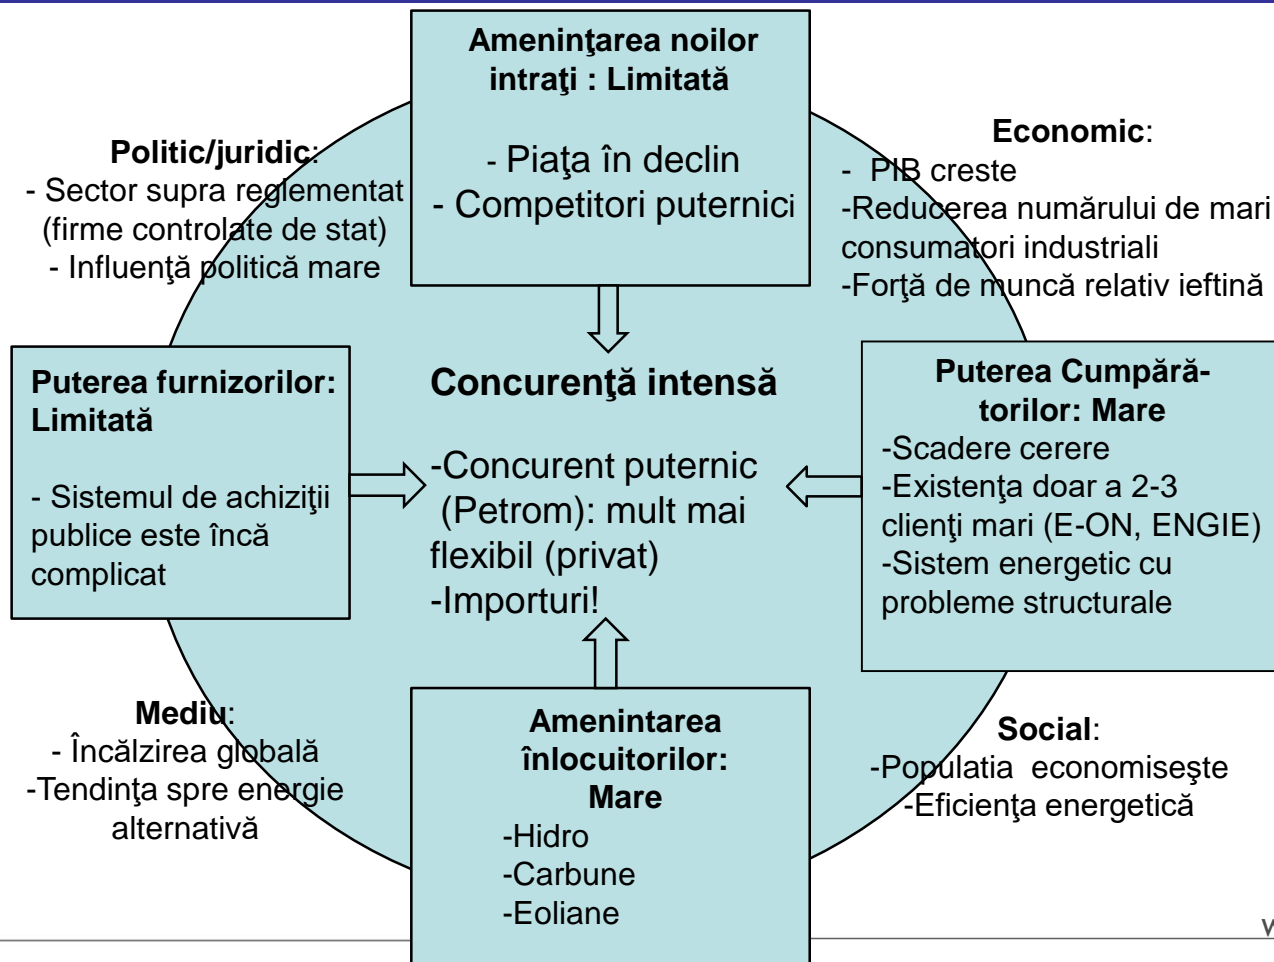 Ameninţarea noilor
intraţi : Limitată
- Piaţa în declin
- Competitori puternici
Politic/juridic:
- Sector supra reglementat
(firme controlate de stat)
- Influenţă politică mare
Economic:
- PIB creste
-Reducerea numărului de mari
consumatori industriali
-Forţă de muncă relativ ieftină
Puterea furnizorilor:
Limitată
- Sistemul de achiziţii
publice este încă
complicat
Concurenţă intensă
-Concurent puternic
(Petrom): mult mai
flexibil (privat)
-Importuri!
Puterea Cumpără-
torilor: Mare
-Scadere cerere
-Existenţa doar a 2-3
clienţi mari (E-ON, ENGIE)
-Sistem energetic cu
probleme structurale
Mediu:
- Încălzirea globală
-Tendinţa spre energie
alternativă
Amenintarea
înlocuitorilor:
Mare
-Hidro
-Carbune
-Eoliane
Social:
-Populatia economiseşte
-Eficienţa energetică